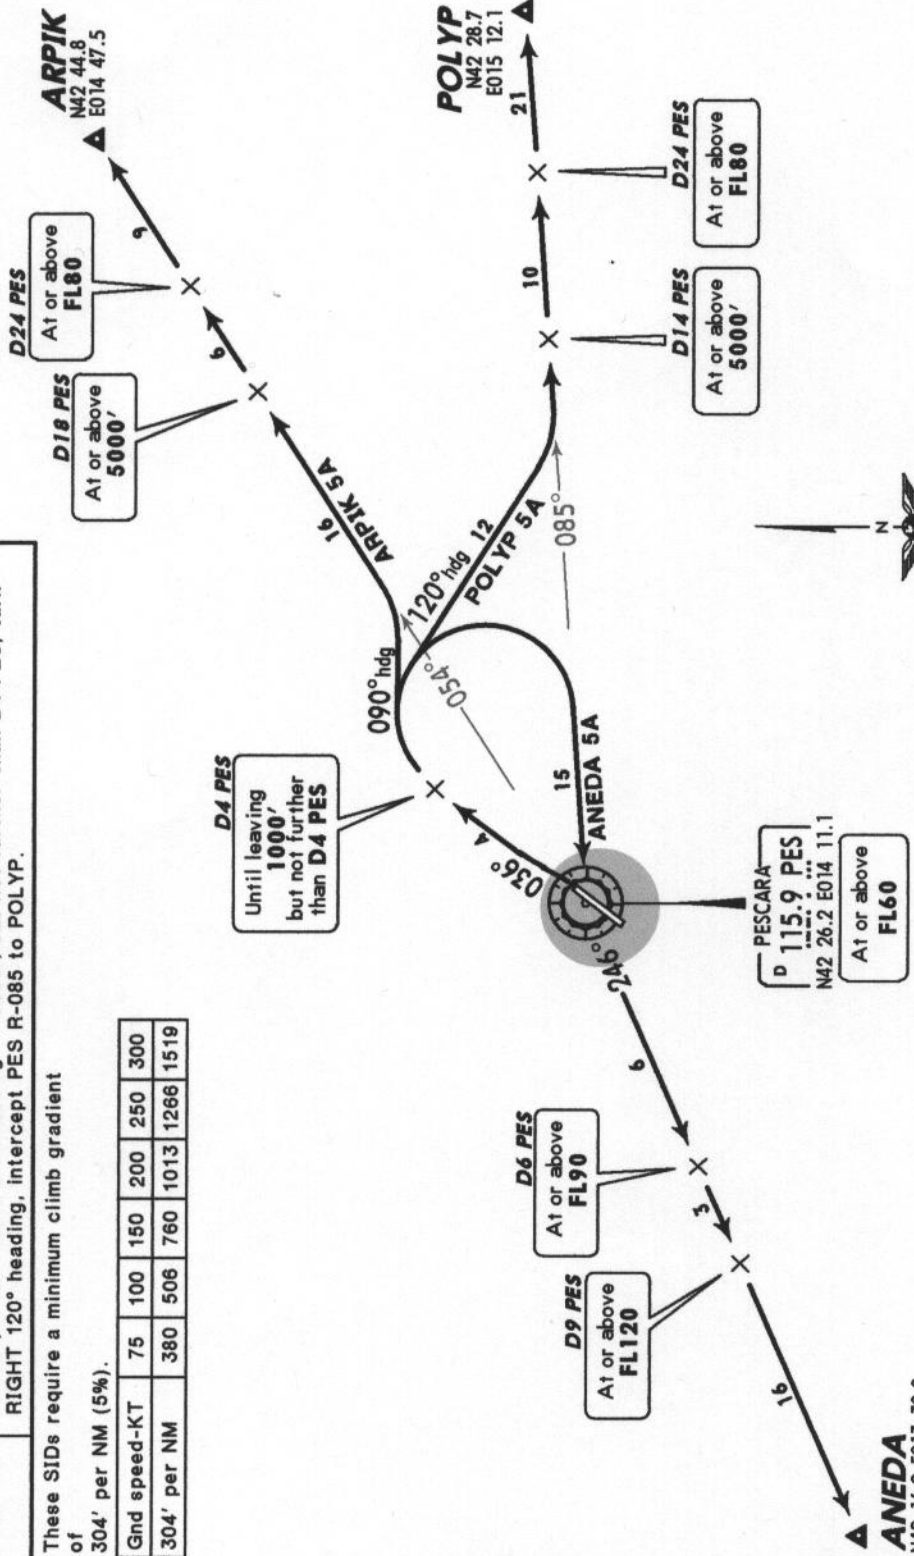 RIGHT 120° heading, intercept PES R-085 to POLYP.
These SIDs require a minimum climb gradient
of
304' per NM (5%).
Gnd speed-KT 75 100 150 200 250 300
304' per NM 380 506 760 1013 1266 1519
ARPIK
N42 44.8
E014 47.5
D24 PES
At or above
FL80
9
D18 PES
At or above
5000'
6
16
ARPIK 5A
POLYP
N42 28.7
E015 12.1
21
D24 PES
At or above
FL80
10
D14 PES
At or above
5000'
090°hdg
120°hdg 12
POLYP 5A
054°
085°
D4 PES
Until leaving
1000'
but not further
than D4 PES
036° 4
15
ANEDA 5A
N
PESCARA
D 115.9 PES
N42 26.2 E014 11.1
At or above
FL60
246°
6
D6 PES
At or above
FL90
3
D9 PES
At or above
FL120
16
ANEDA